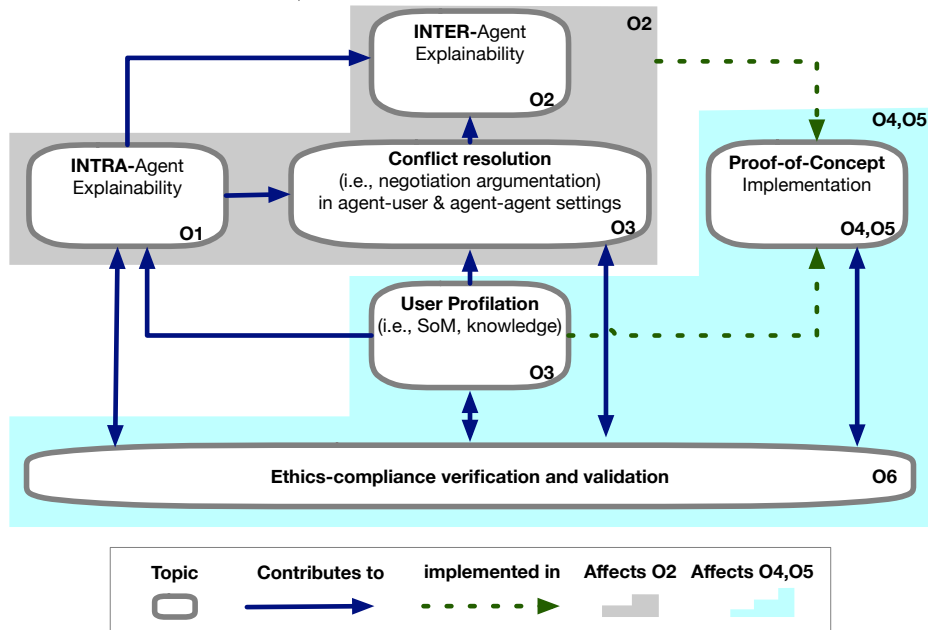 INTER-Agent
Explainability
O2
O2
O4,O5
INTRA-Agent
Explainability
O1
Conflict resolution
(i.e., negotiation argumentation)
in agent-user & agent-agent settings
O3
Proof-of-Concept
Implementation
O4,O5
User Profilation
(i.e., SoM, knowledge)
O3
Ethics-compliance verification and validation
O6
Topic
Contributes to
implemented in
Affects O2
Affects O4,O5